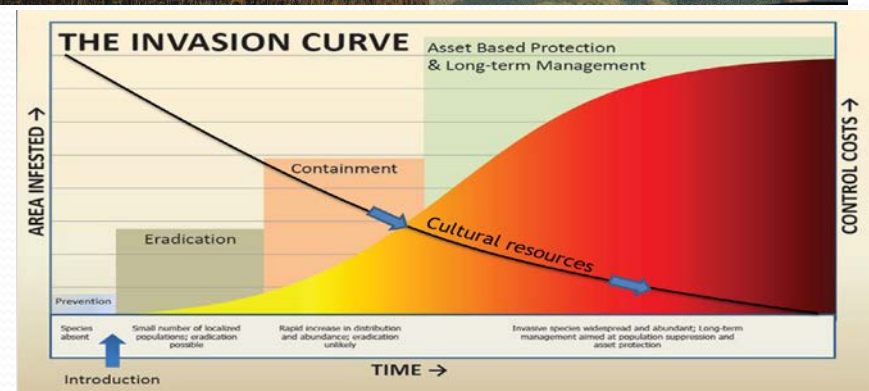 THE INVASION CURVE
Asset Based Protection
& Long-term Management
AREA INFESTED →
CONTROL COSTS →
Containment
Eradication
Cultural resources
Prevention
Species
absent
Small number of localized
populations; eradication
possible
Rapid increase in distribution
and abundance; eradication
unlikely
Invasive species widespread and abundant; Long-term
management aimed at population suppression and
asset protection
TIME →
Introduction